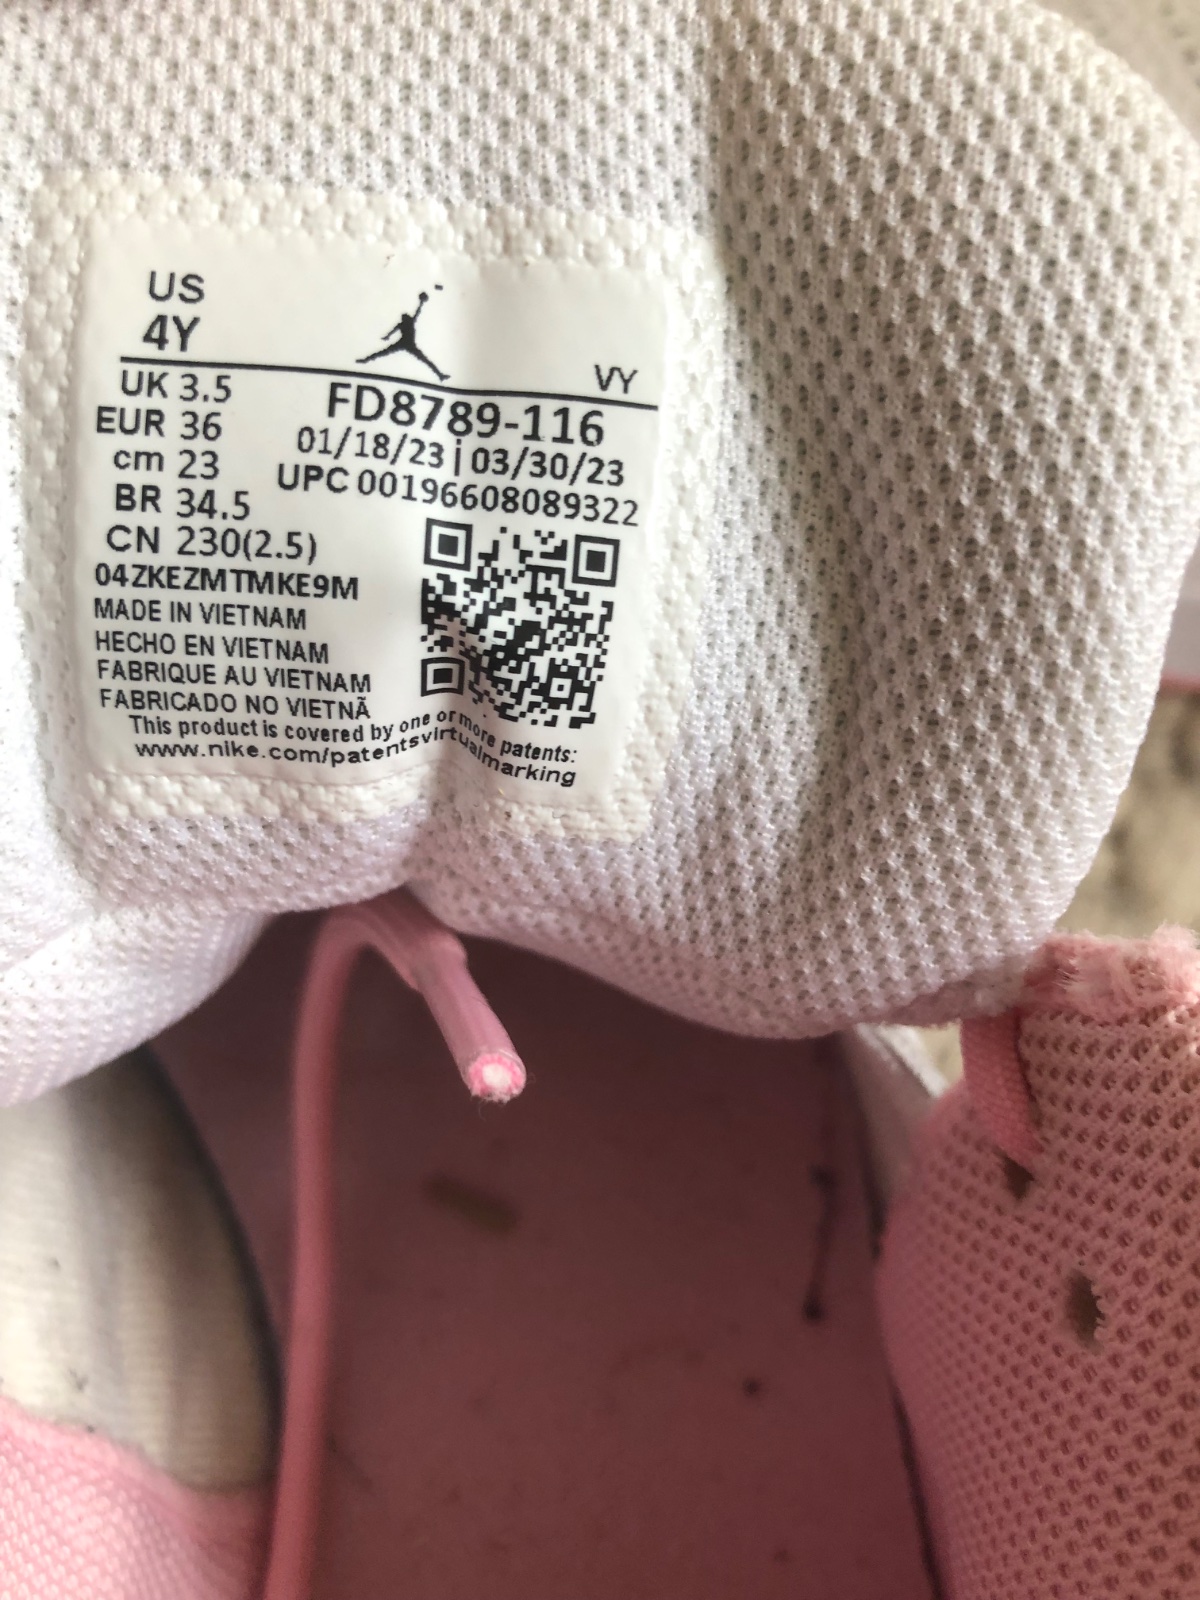 US
4Y
VY
UK 3.5
EUR 36
cm 23
BR 34.5
CN 230(2.5)
FD8789-116
01/18/23 | 03/30/23
UPC 00196608089322
04ZKEZMTMKE9M
MADE IN VIETNAM
HECHO EN VIETNAM
FABRIQUE AU VIETNAM
FABRICADO NO VIETNÃ
This product is covered by one or more patents:
www.nike.com/patentsvirtualmarking